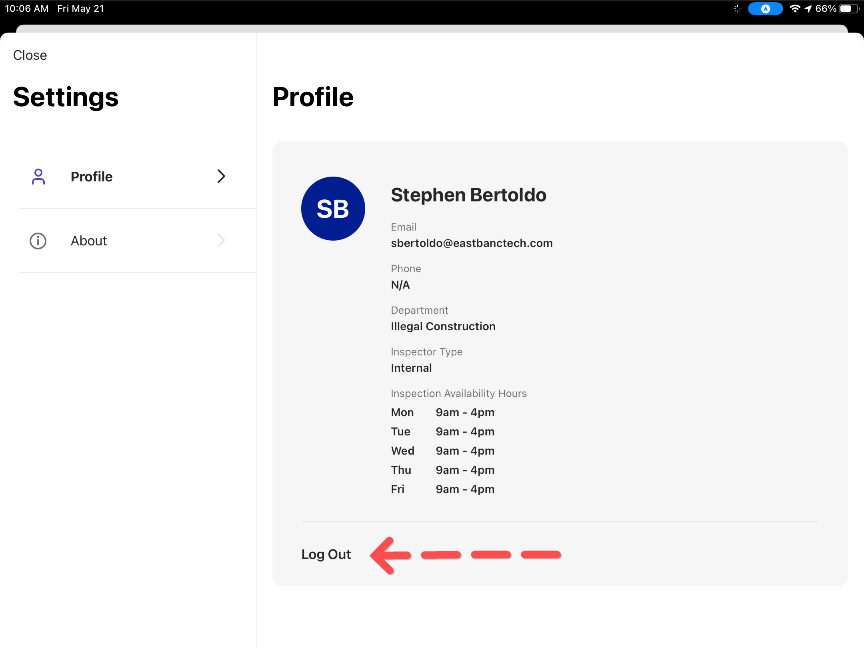 10:06 AM Fri May 21
66%
Close
Settings
Profile
About
Profile
SB
Stephen Bertoldo
Email
sbertoldo@eastbanctech.com
Phone
N/A
Department
Illegal Construction
Inspector Type
Internal
Inspection Availability Hours
Mon 9am - 4pm
Tue 9am - 4pm
Wed 9am - 4pm
Thu 9am - 4pm
Fri 9am - 4pm
Log Out